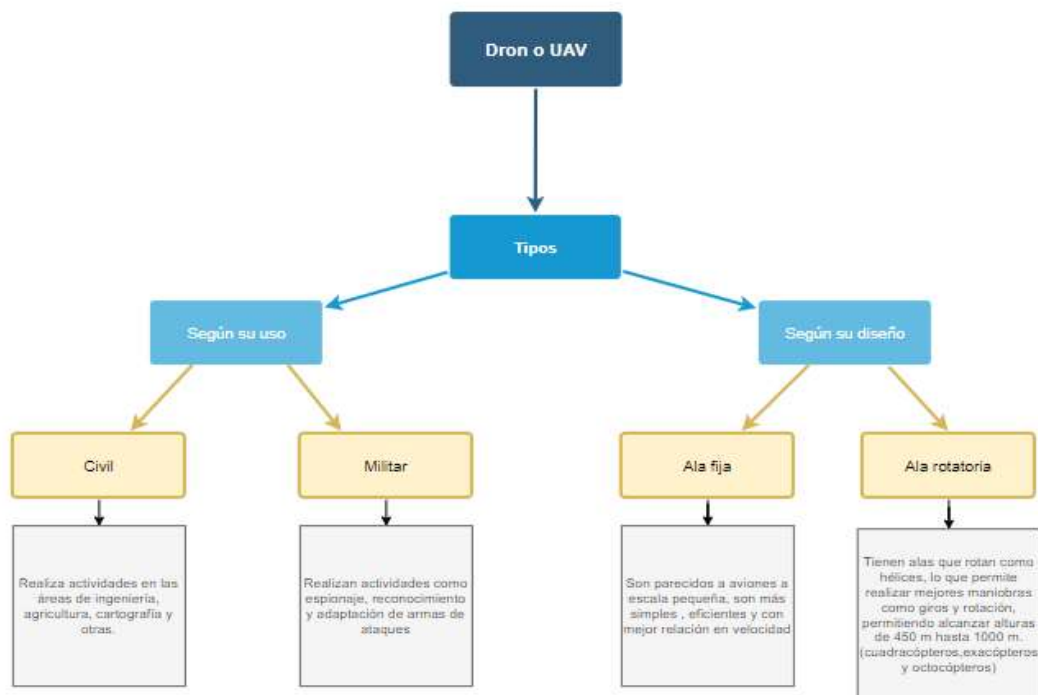 Dron o UAV
Tipos
Según su uso
Según su diseño
Civil
Militar
Ala fija
Ala rotatoria
Realiza actividades en las
áreas de ingeniería,
agricultura, cartografía y
otras.
Realizan actividades como
espionaje, reconocimiento
y adaptación de armas de
ataques
Son parecidos a aviones a
escala pequeña, son más
simples , eficientes y con
mejor relación en velocidad
Tienen alas que rotan como
hélices, lo que permite
realizar mejores maniobras
como giros y rotación,
permitiendo alcanzar alturas
de 450 m hasta 1000 m.
(cuadracópteros,exacópteros
y octocópteros)